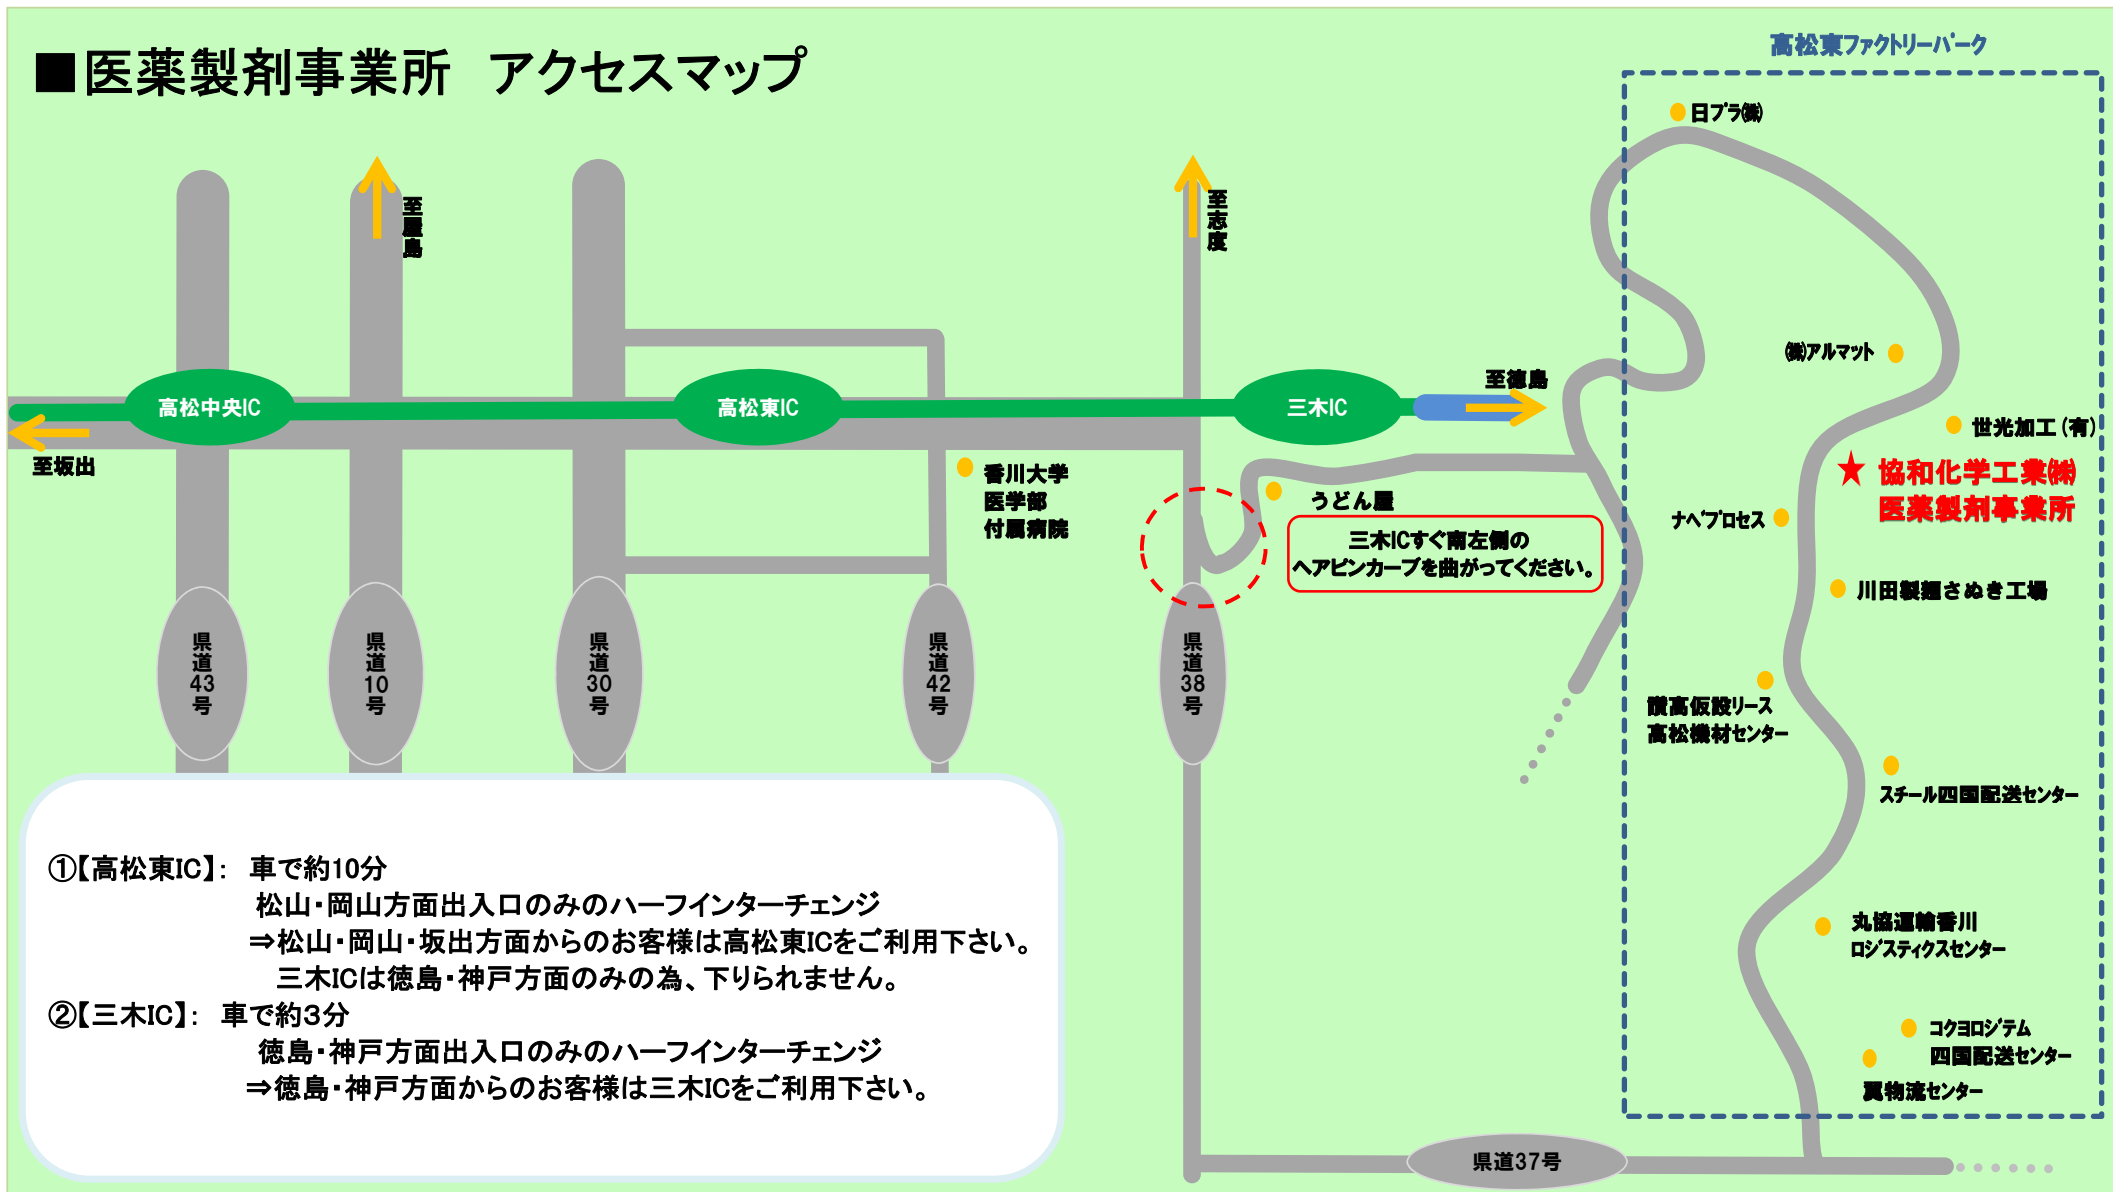 ■医薬製剤事業所　アクセスマップ
高松東ファクトリーパーク
日プラ㈱
至屋島
至志度
㈱アルマット
至徳島
高松中央IC
高松東IC
三木IC
世光加工(有)
至坂出
香川大学
医学部
付属病院
うどん屋
★ 協和化学工業㈱
医薬製剤事業所
ナベプロセス
三木ICすぐ南左側の
ヘアピンカーブを曲がってください。
川田製麺さぬき工場
県道43号
県道10号
県道30号
県道42号
県道38号
讃高仮設リース
高松機材センター
スチール四国配送センター
①【高松東IC】：　車で約10分
松山・岡山方面出入口のみのハーフインターチェンジ
⇒松山・岡山・坂出方面からのお客様は高松東ICをご利用下さい。
三木ICは徳島・神戸方面のみの為、下りられません。
②【三木IC】：　車で約３分
徳島・神戸方面出入口のみのハーフインターチェンジ
⇒徳島・神戸方面からのお客様は三木ICをご利用下さい。
丸協運輸香川
ロジスティクスセンター
コクヨロジテム
四国配送センター
夏物流センター
県道37号